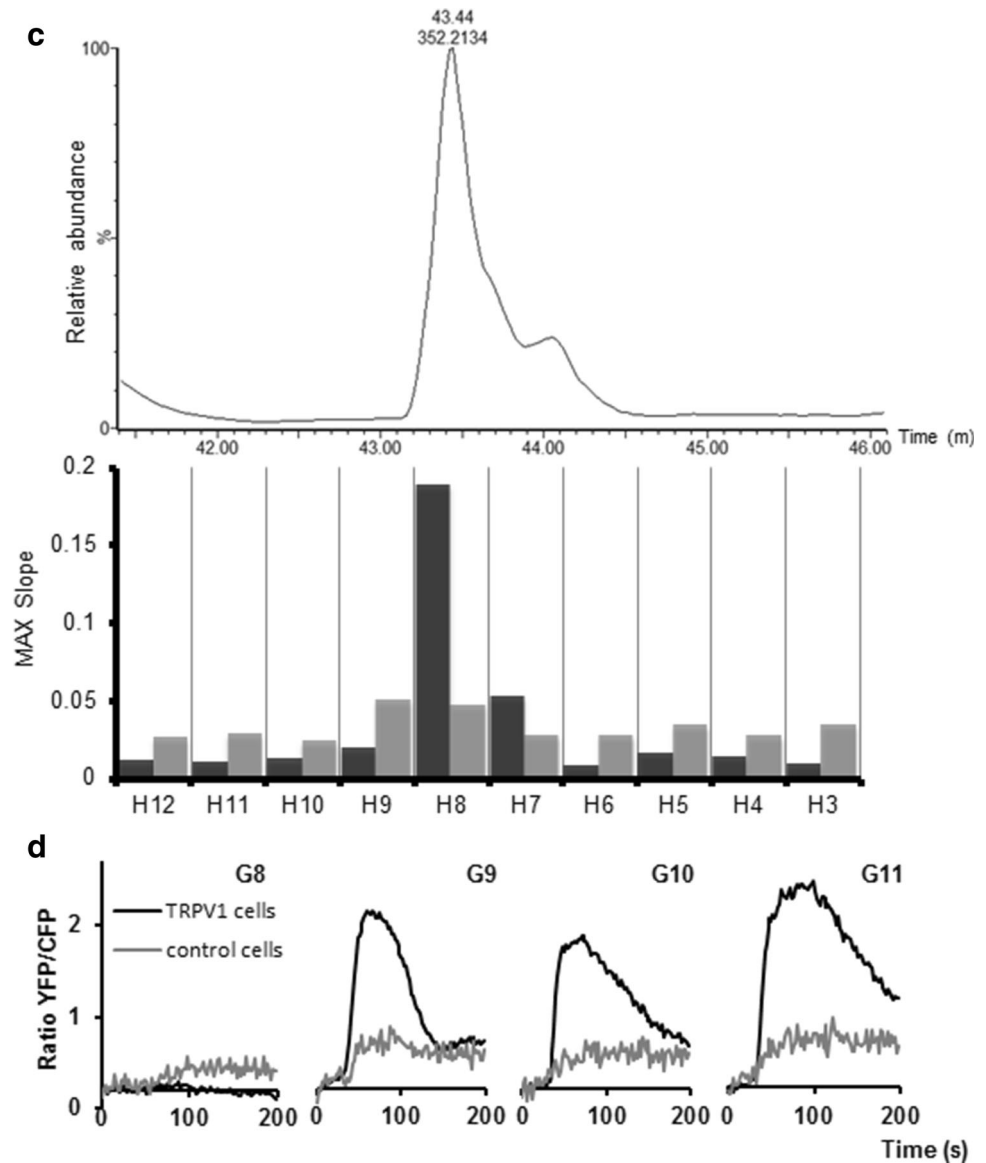 c
43.44
352.2134
100
%
0
Relative abundance
42.00 43.00 44.00 45.00 46.00
Time (m)
0.2
0.15
0.1
0.05
0
MAX Slope
H12 H11 H10 H9 H8 H7 H6 H5 H4 H3
d
G8 G9 G10 G11
TRPV1 cells
control cells
2
1
0
Ratio YFP/CFP
100 200 0 100 200 0 100 200 0 100 200
Time (s)